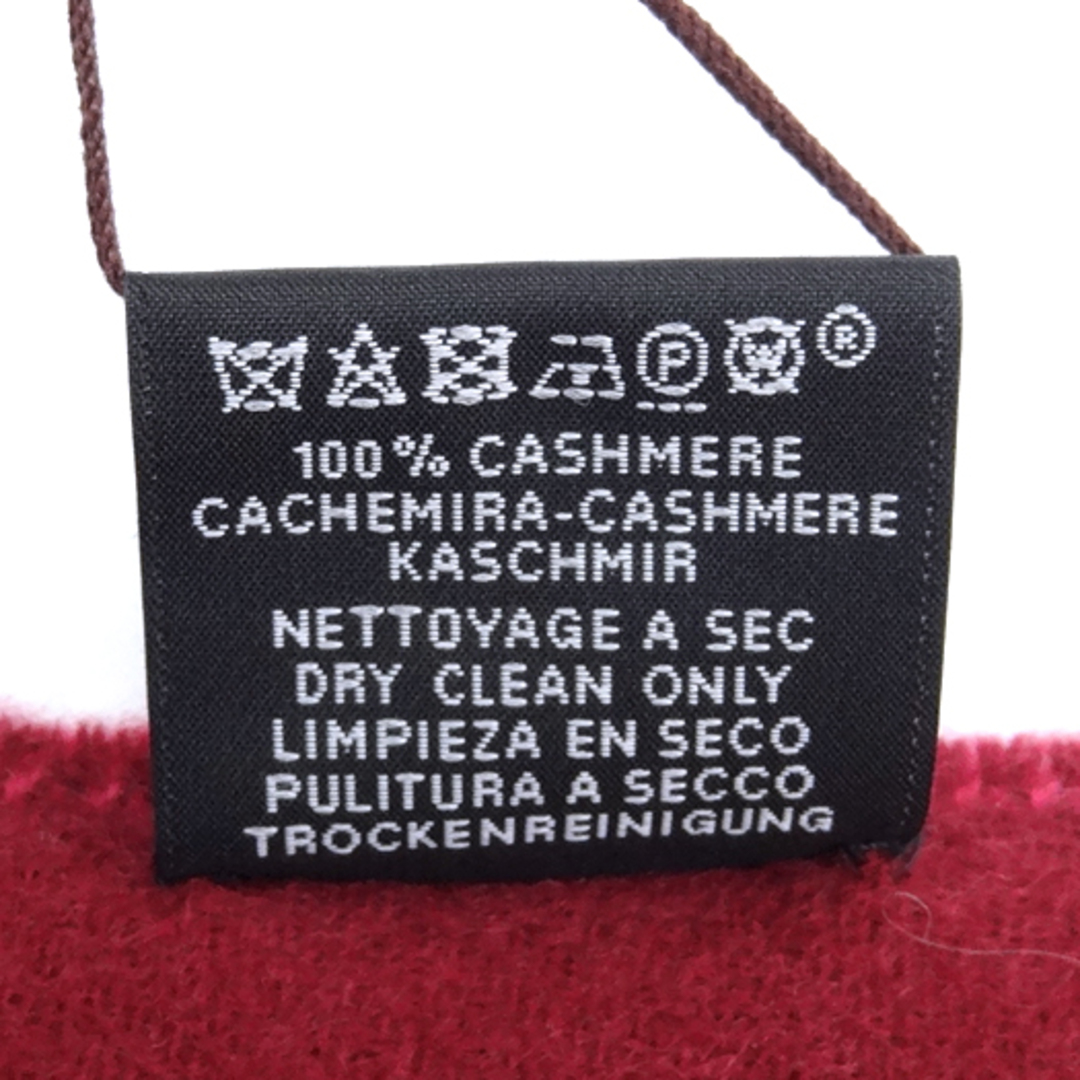 P W ®
100% CASHMERE
CACHEMIRA-CASHMERE
KASCHMIR
NETTOYAGE A SEC
DRY CLEAN ONLY
LIMPIEZA EN SECO
PULITURA A SECCO
TROCKENREINIGUNG